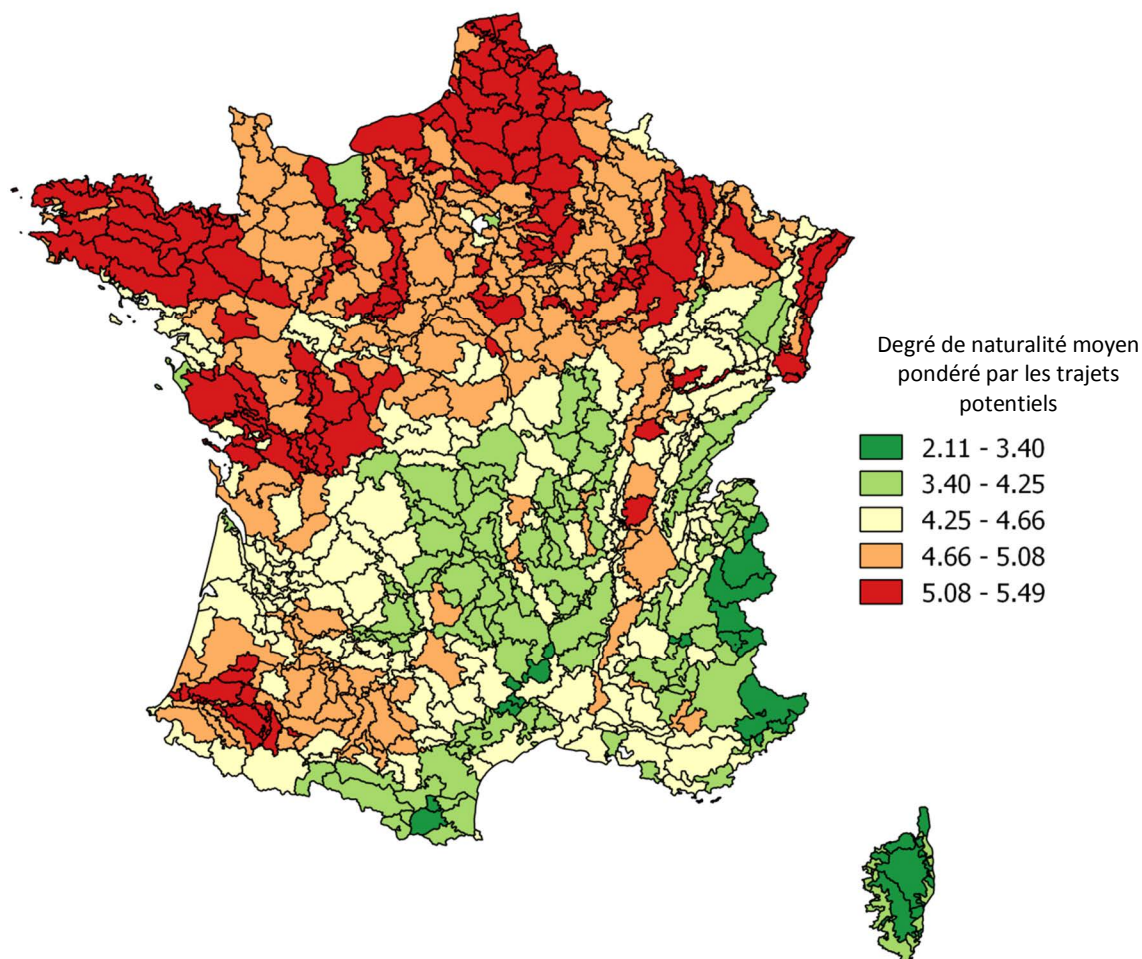 Degré de naturalité moyen
pondéré par les trajets
potentiels
2.11 - 3.40
3.40 - 4.25
4.25 - 4.66
4.66 - 5.08
5.08 - 5.49